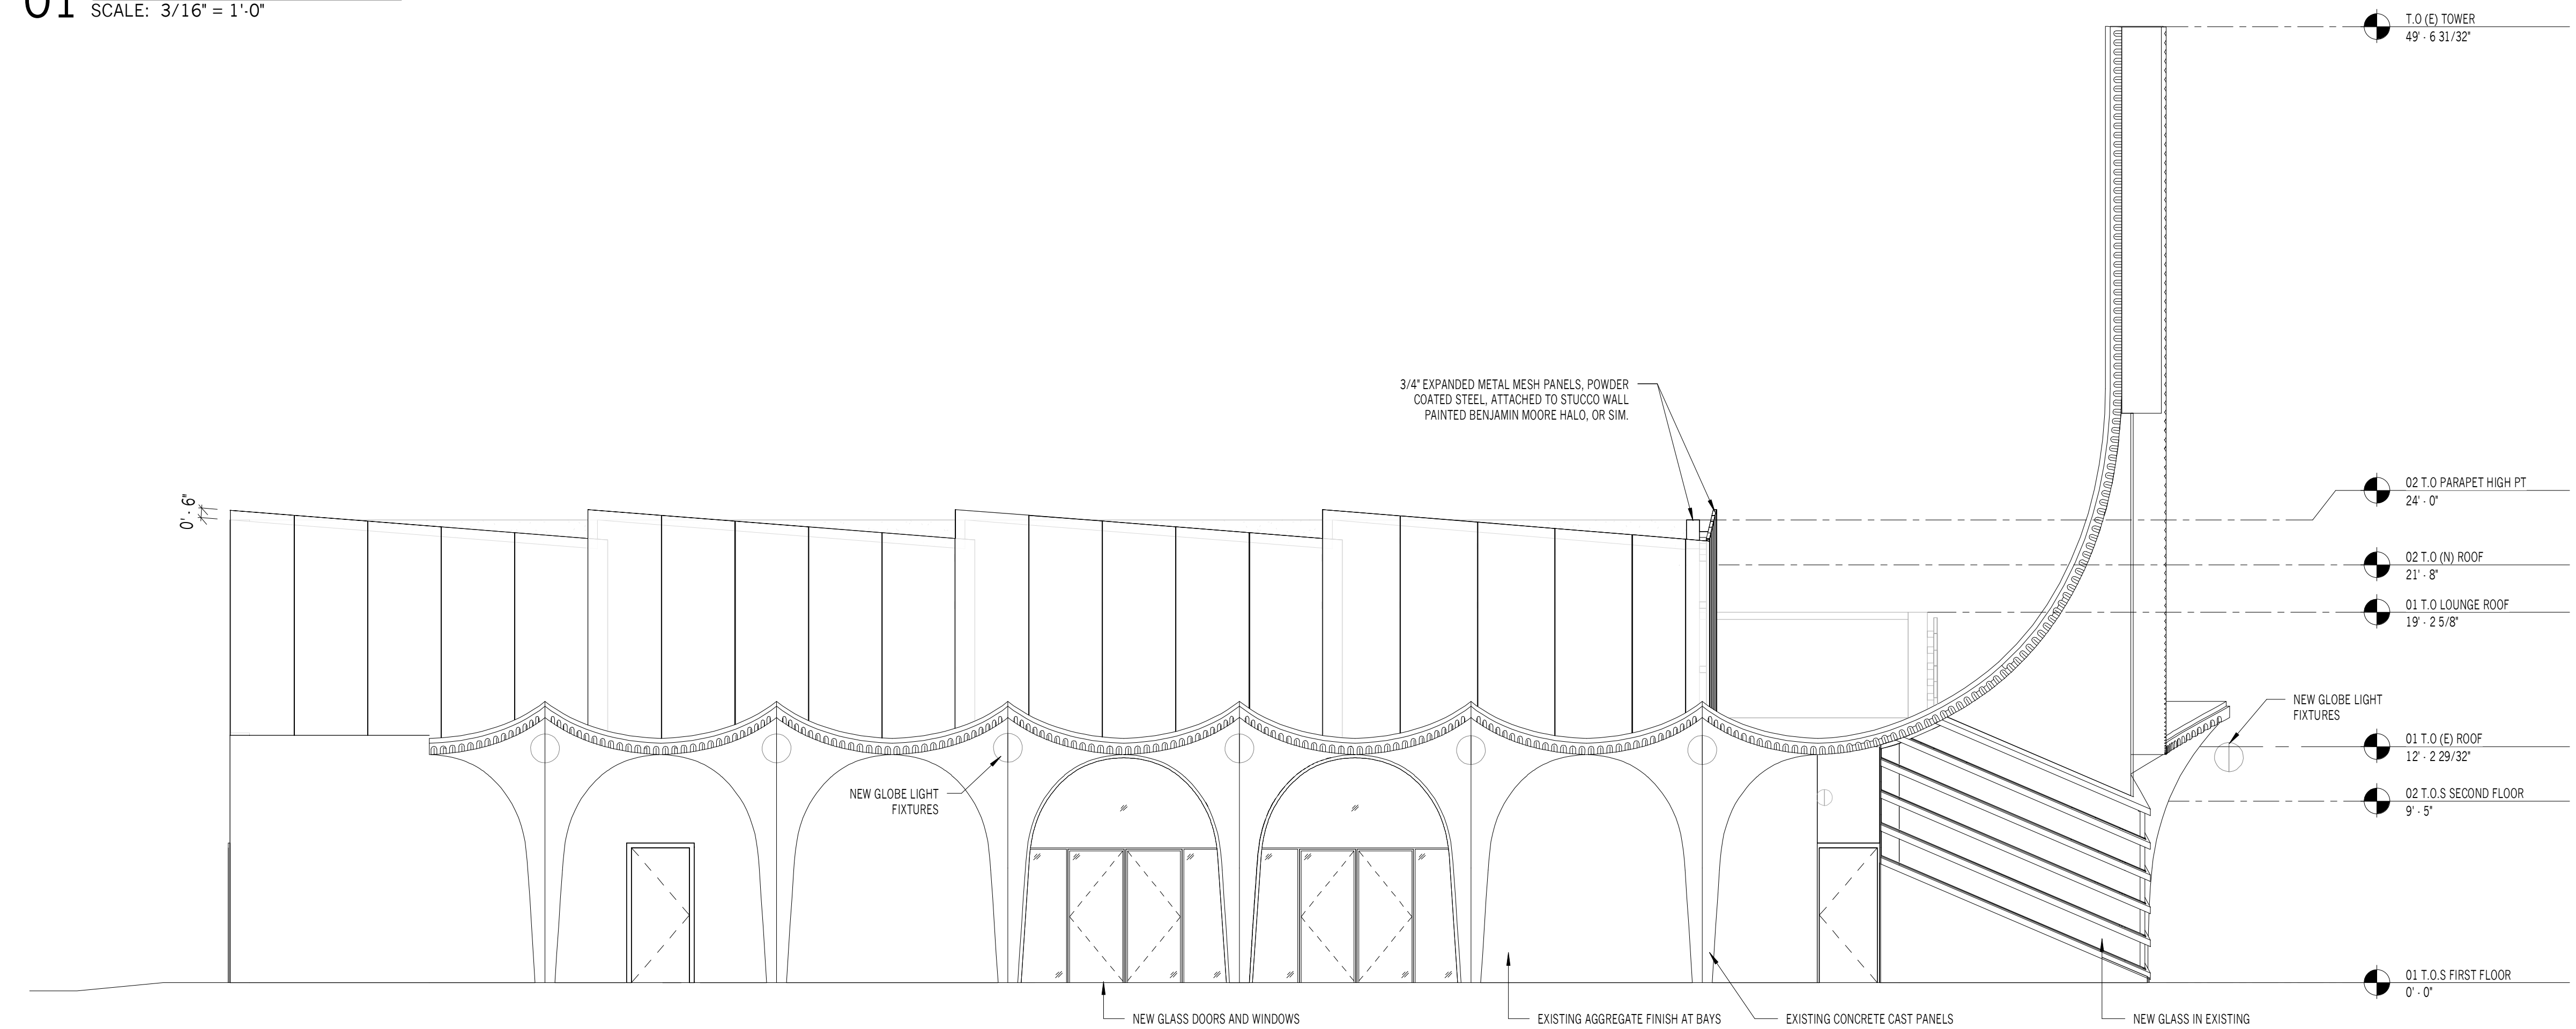 01
SCALE: 3/16" = 1'-0"
T.O (E) TOWER
49' - 6 31/32"
3/4" EXPANDED METAL MESH PANELS, POWDER
COATED STEEL, ATTACHED TO STUCCO WALL
PAINTED BENJAMIN MOORE HALO, OR SIM.
0' - 6"
02 T.O PARAPET HIGH PT
24' - 0"
02 T.O (N) ROOF
21' - 8"
01 T.O LOUNGE ROOF
19' - 2 5/8"
NEW GLOBE LIGHT
FIXTURES
01 T.O (E) ROOF
12' - 2 29/32"
NEW GLOBE LIGHT
FIXTURES
02 T.O.S SECOND FLOOR
9' - 5"
01 T.O.S FIRST FLOOR
0' - 0"
NEW GLASS DOORS AND WINDOWS
EXISTING AGGREGATE FINISH AT BAYS
EXISTING CONCRETE CAST PANELS
NEW GLASS IN EXISTING